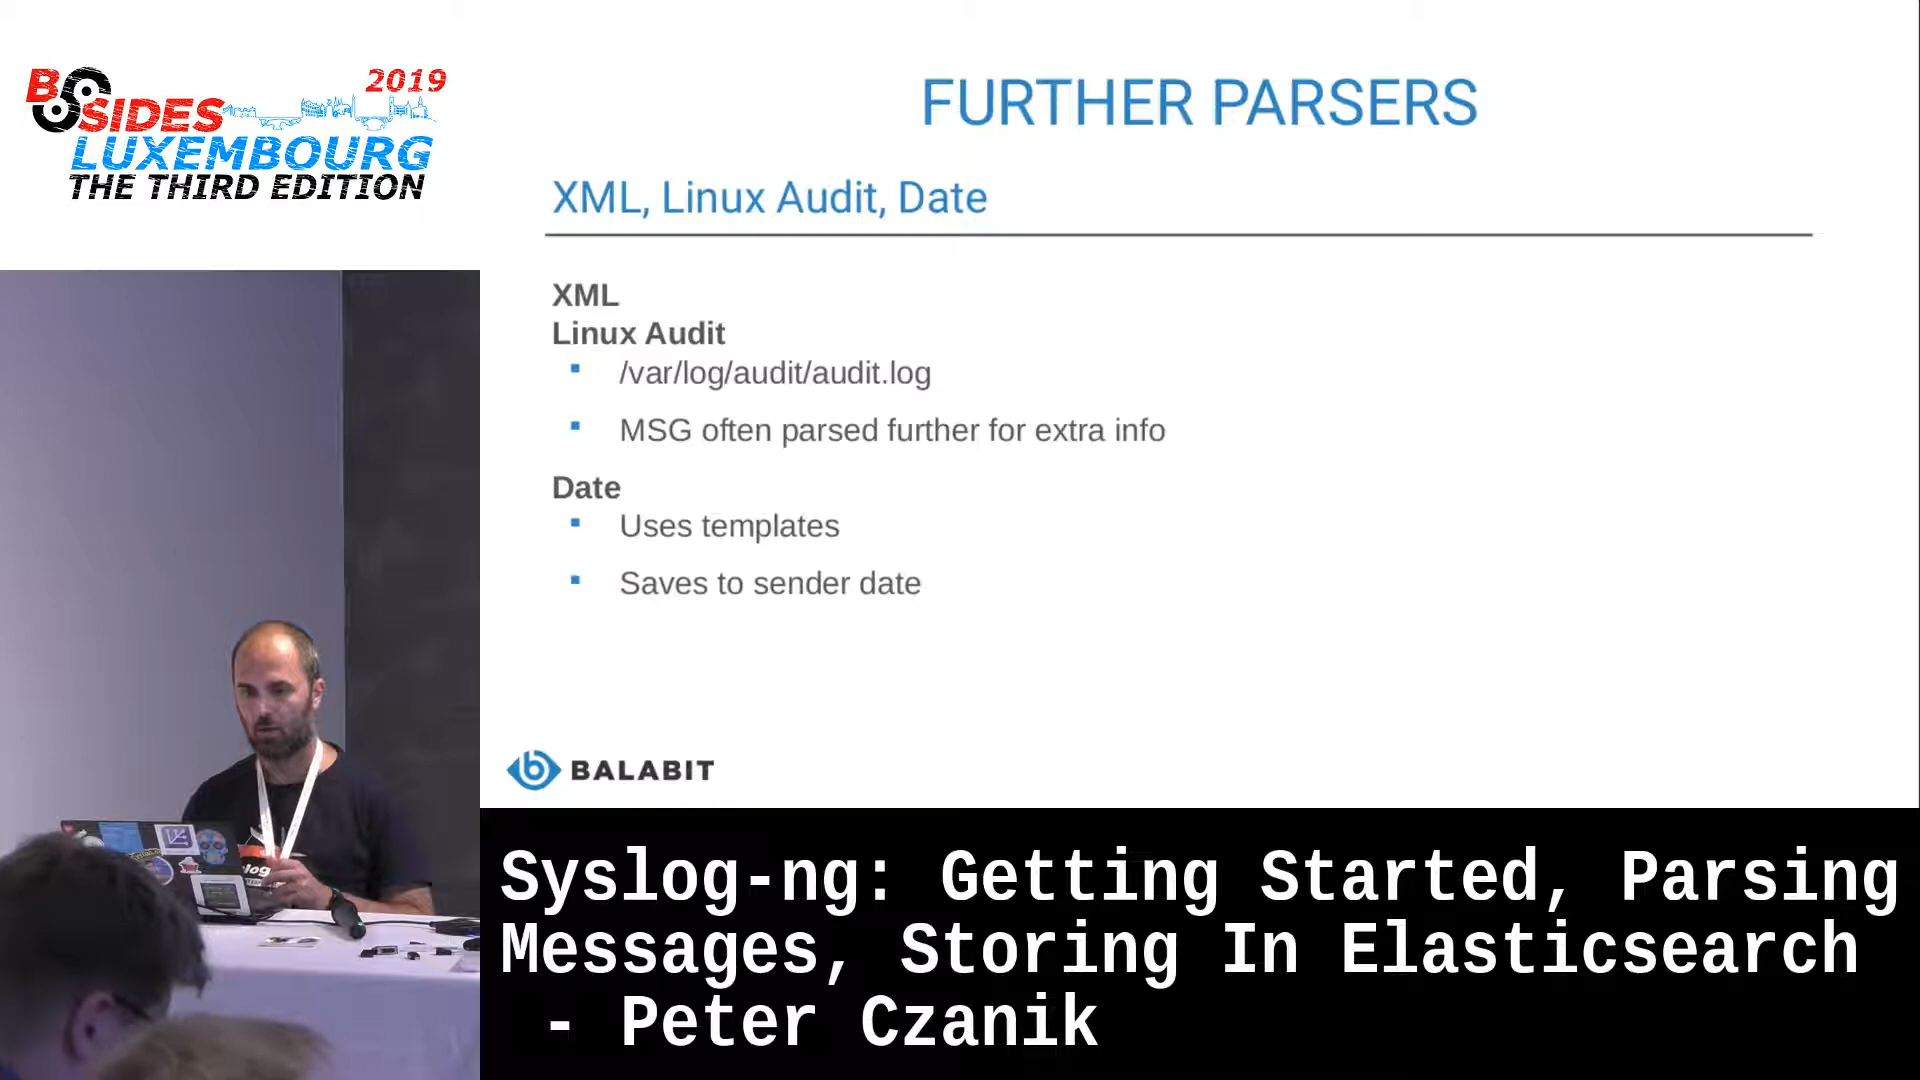 BSIDES 2019
LUXEMBOURG
THE THIRD EDITION
FURTHER PARSERS
XML, Linux Audit, Date
XML
Linux Audit
/var/log/audit/audit.log
MSG often parsed further for extra info
Date
Uses templates
Saves to sender date
BALABIT
Syslog-ng: Getting Started, Parsing
Messages, Storing In Elasticsearch
- Peter Czanik